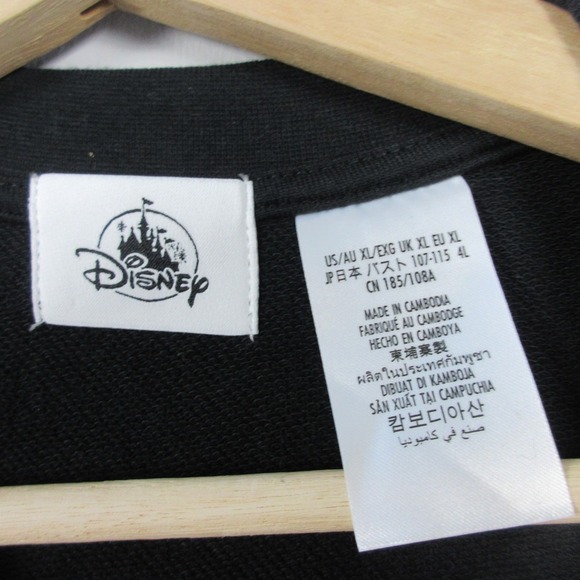 Disney
US/AU XL/EXG UK XL EU XL
JP日本 バスト 107-115 4L
CN 185/108A
MADE IN CAMBODIA
FABRIQUÉ AU CAMBODGE
HECHO EN CAMBOYA
柬埔寨製
ผลิตในประเทศกัมพูชา
DIBUAT DI KAMBOJA
SẢN XUẤT TẠI CAMPUCHIA
캄보디아산
صنع في كامبوديا